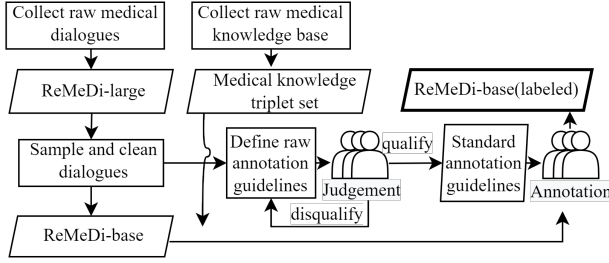 Collect raw medical
dialogues
Collect raw medical
knowledge base
ReMeDi-large
Medical knowledge
triplet set
ReMeDi-base(labeled)
Sample and clean
dialogues
Define raw
annotation
guidelines
Judgement
qualify
disqualify
Standard
annotation
guidelines
Annotation
ReMeDi-base